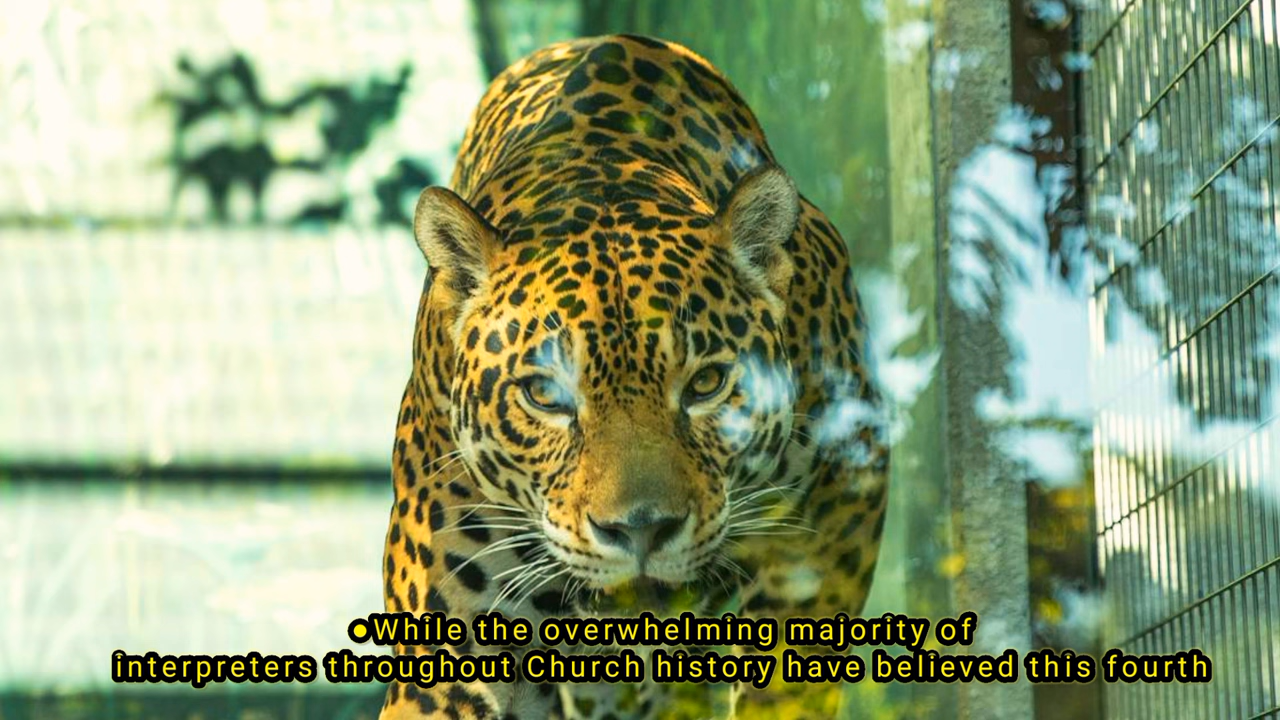 ●While the overwhelming majority of
interpreters throughout Church history have believed this fourth